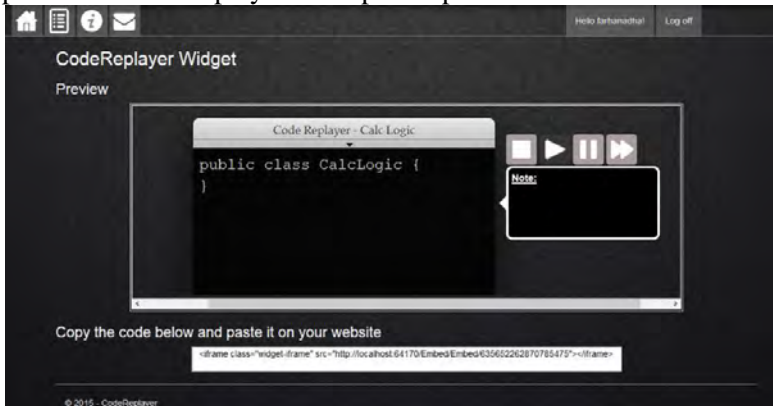 Hello farhanadhal Log off
CodeReplayer Widget
Preview
Code Replayer - Calc Logic
public class CalcLogic {
}
Note:
Copy the code below and paste it on your website
<iframe class="widget-iframe" src="http://localhost:64170/Embed/Embed/635652262870785475"></iframe>
© 2015 - CodeReplayer